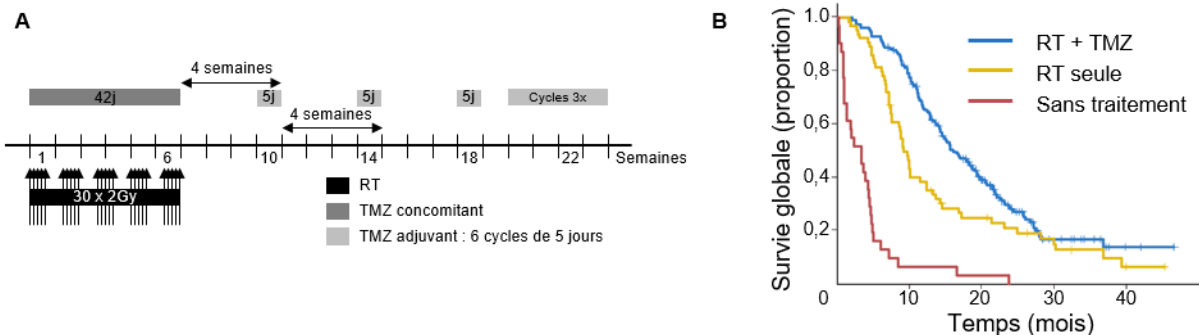 A
4 semaines
42j
5j
5j
5j
Cycles 3x
4 semaines
1
6
10
14
18
22
Semaines
30 x 2Gy
RT
TMZ concomitant
TMZ adjuvant : 6 cycles de 5 jours
B
Survie globale (proportion)
1.0
0,8
0,6
0,4
0,2
0
10
20
30
40
Temps (mois)
RT + TMZ
RT seule
Sans traitement